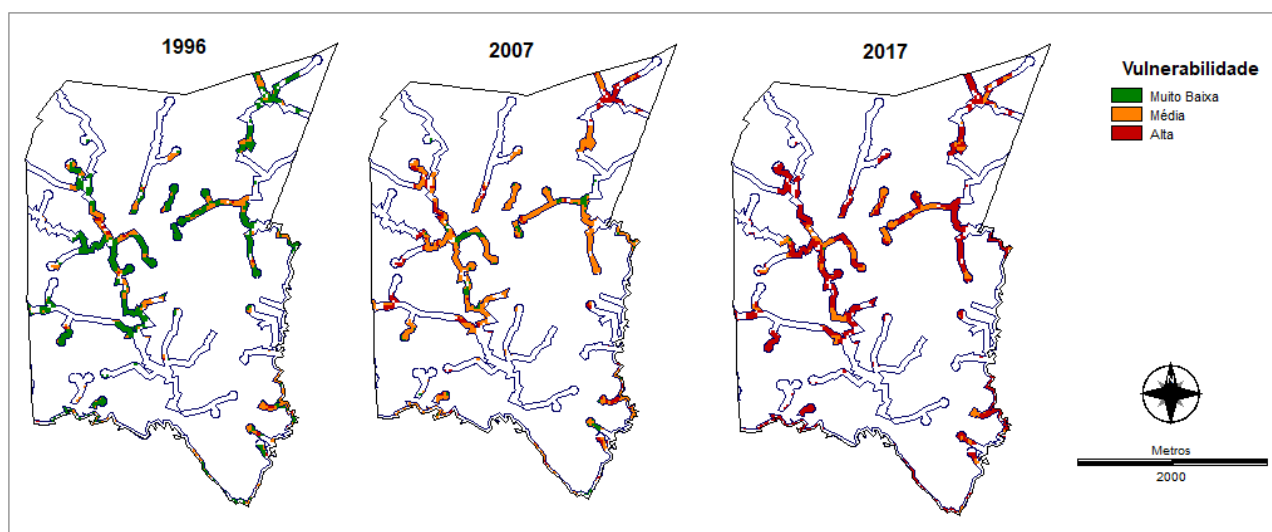 1996
2007
2017
Vulnerabilidade
Muito Baixa
Média
Alta
Metros
2000